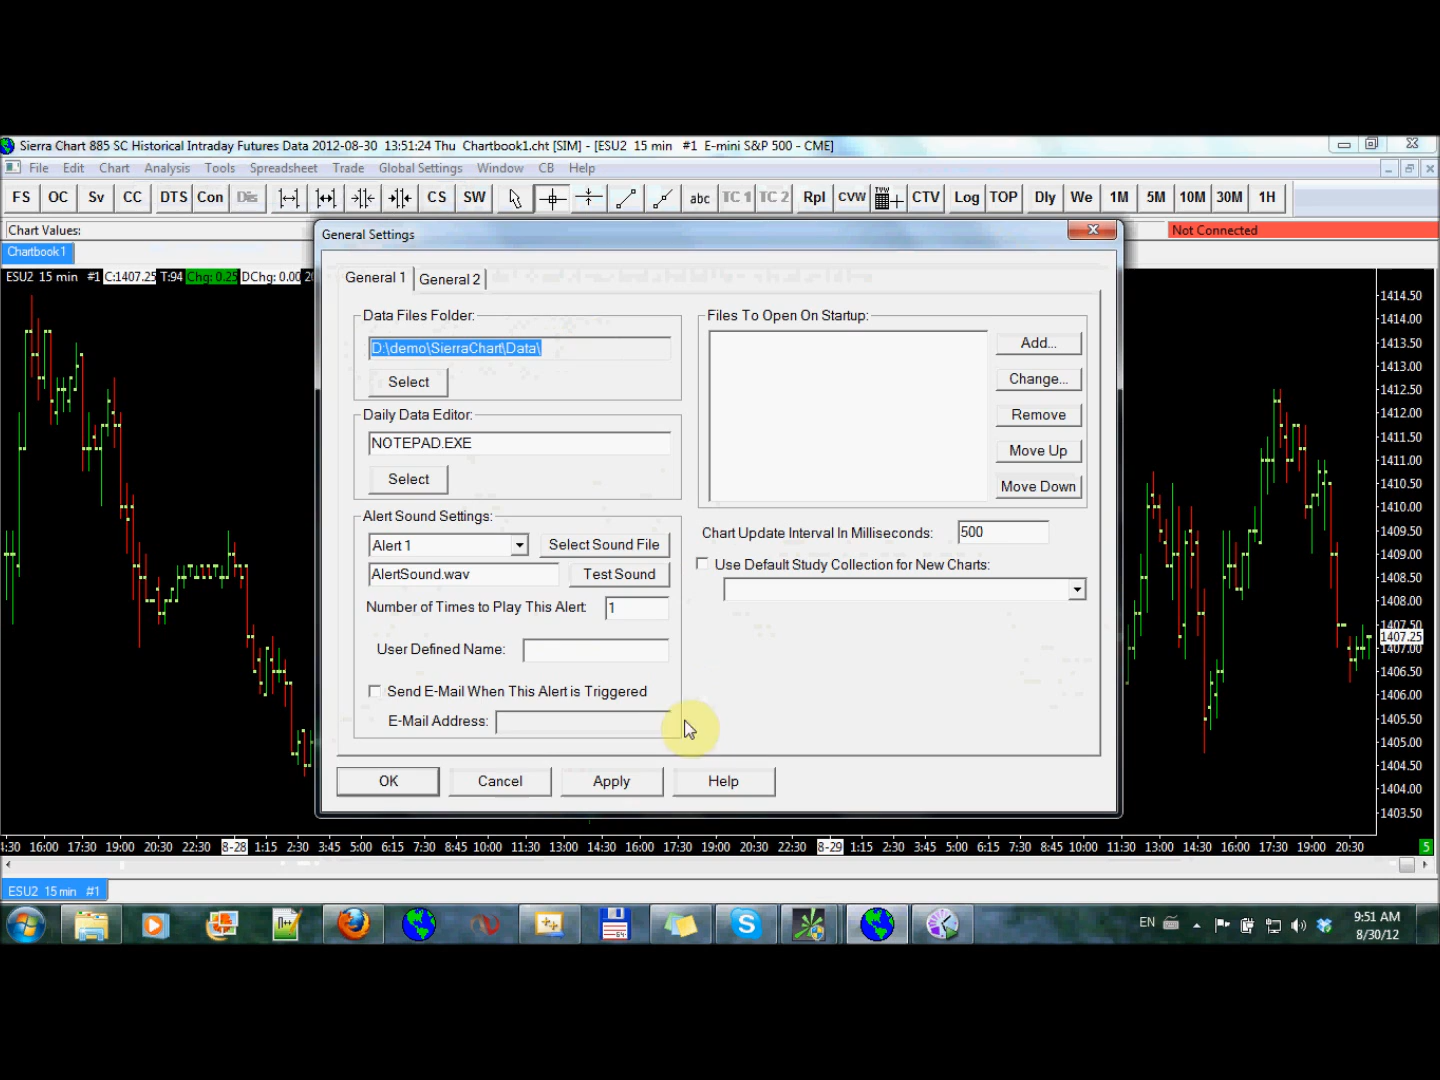 Sierra Chart 885 SC Historical Intraday Futures Data 2012-08-30 13:51:24 Thu Chartbook1.cht [SIM] - [ESU2 15 min #1 E-mini S&P 500 - CME]
File Edit Chart Analysis Tools Spreadsheet Trade Global Settings Window CB Help
FS OC Sv CC DTS Con Dis CS SW abc TC 1 TC 2 Rpl CVW TPW CTV Log TOP Dly We 1M 5M 10M 30M 1H
Chart Values:
Not Connected
Chartbook1
ESU2 15 min #1 C:1407.25 T:94 Chg: 0.25 DChg: 0.00
General Settings
General 1 General 2
Data Files Folder:
D:\demo\SierraChart\Data\
Select
Daily Data Editor:
NOTEPAD.EXE
Select
Alert Sound Settings:
Alert 1 Select Sound File
AlertSound.wav Test Sound
Number of Times to Play This Alert: 1
User Defined Name:
Send E-Mail When This Alert is Triggered
E-Mail Address:
Files To Open On Startup:
Add...
Change...
Remove
Move Up
Move Down
Chart Update Interval In Milliseconds: 500
Use Default Study Collection for New Charts:
OK Cancel Apply Help
1414.50
1414.00
1413.00
1412.50
1412.00
1411.50
1411.00
1410.50
1410.00
1409.50
1409.00
1408.50
1408.00
1407.50
1407.25
1407.00
1406.50
1406.00
1405.50
1405.00
1404.50
1404.00
1403.50
:30 16:00 17:30 19:00 20:30 22:30 8-28 1:15 2:30 3:45 5:00 6:15 7:30 8:45 10:00 11:30 13:00 14:30 16:00 17:30 19:00 20:30 22:30 8-29 1:15 2:30 3:45 5:00 6:15 7:30 8:45 10:00 11:30 13:00 14:30 16:00 17:30 19:00 20:30
5
ESU2 15 min #1
EN
9:51 AM
8/30/12